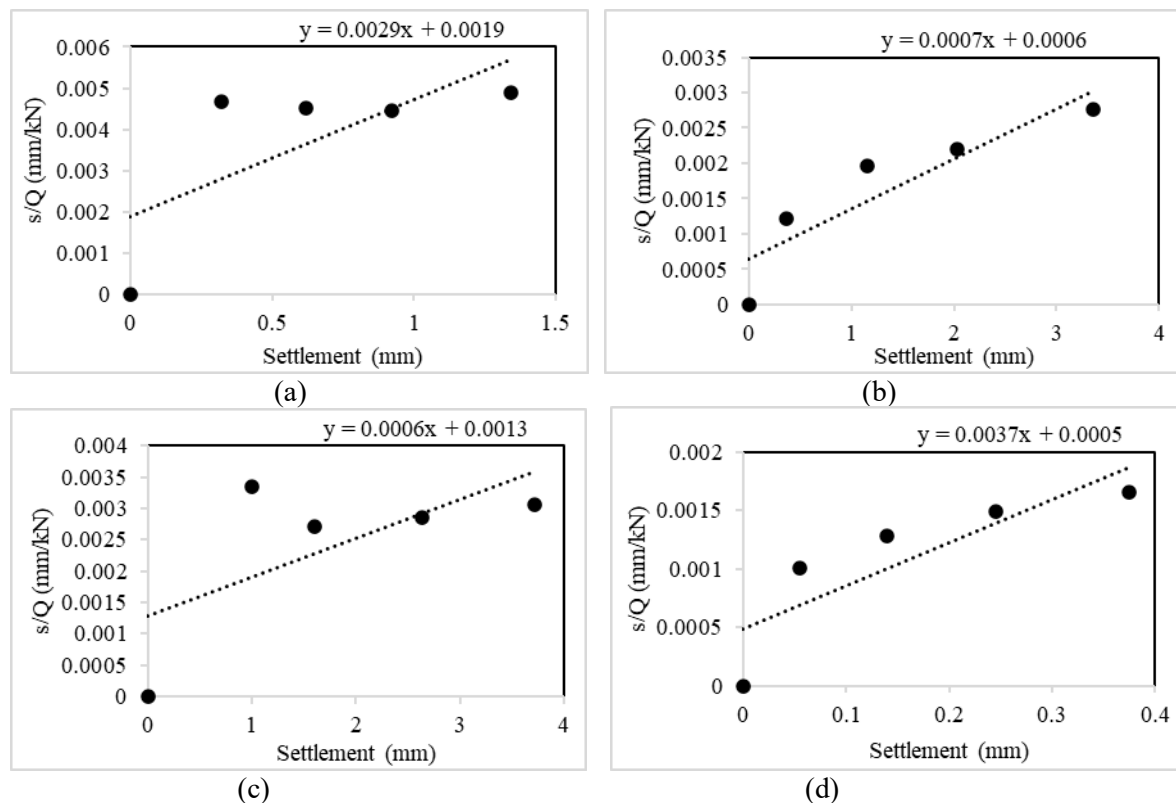 y = 0.0029x + 0.0019
0.006
0.005
0.004
0.003
0.002
0.001
0
s/Q (mm/kN)
0 0.5 1 1.5
Settlement (mm)
(a)
y = 0.0007x + 0.0006
0.0035
0.003
0.0025
0.002
0.0015
0.001
0.0005
0
s/Q (mm/kN)
0 1 2 3 4
Settlement (mm)
(b)
y = 0.0006x + 0.0013
0.004
0.0035
0.003
0.0025
0.002
0.0015
0.001
0.0005
0
s/Q (mm/kN)
0 1 2 3 4
Settlement (mm)
(c)
y = 0.0037x + 0.0005
0.002
0.0015
0.001
0.0005
0
s/Q (mm/kN)
0 0.1 0.2 0.3 0.4
Settlement (mm)
(d)